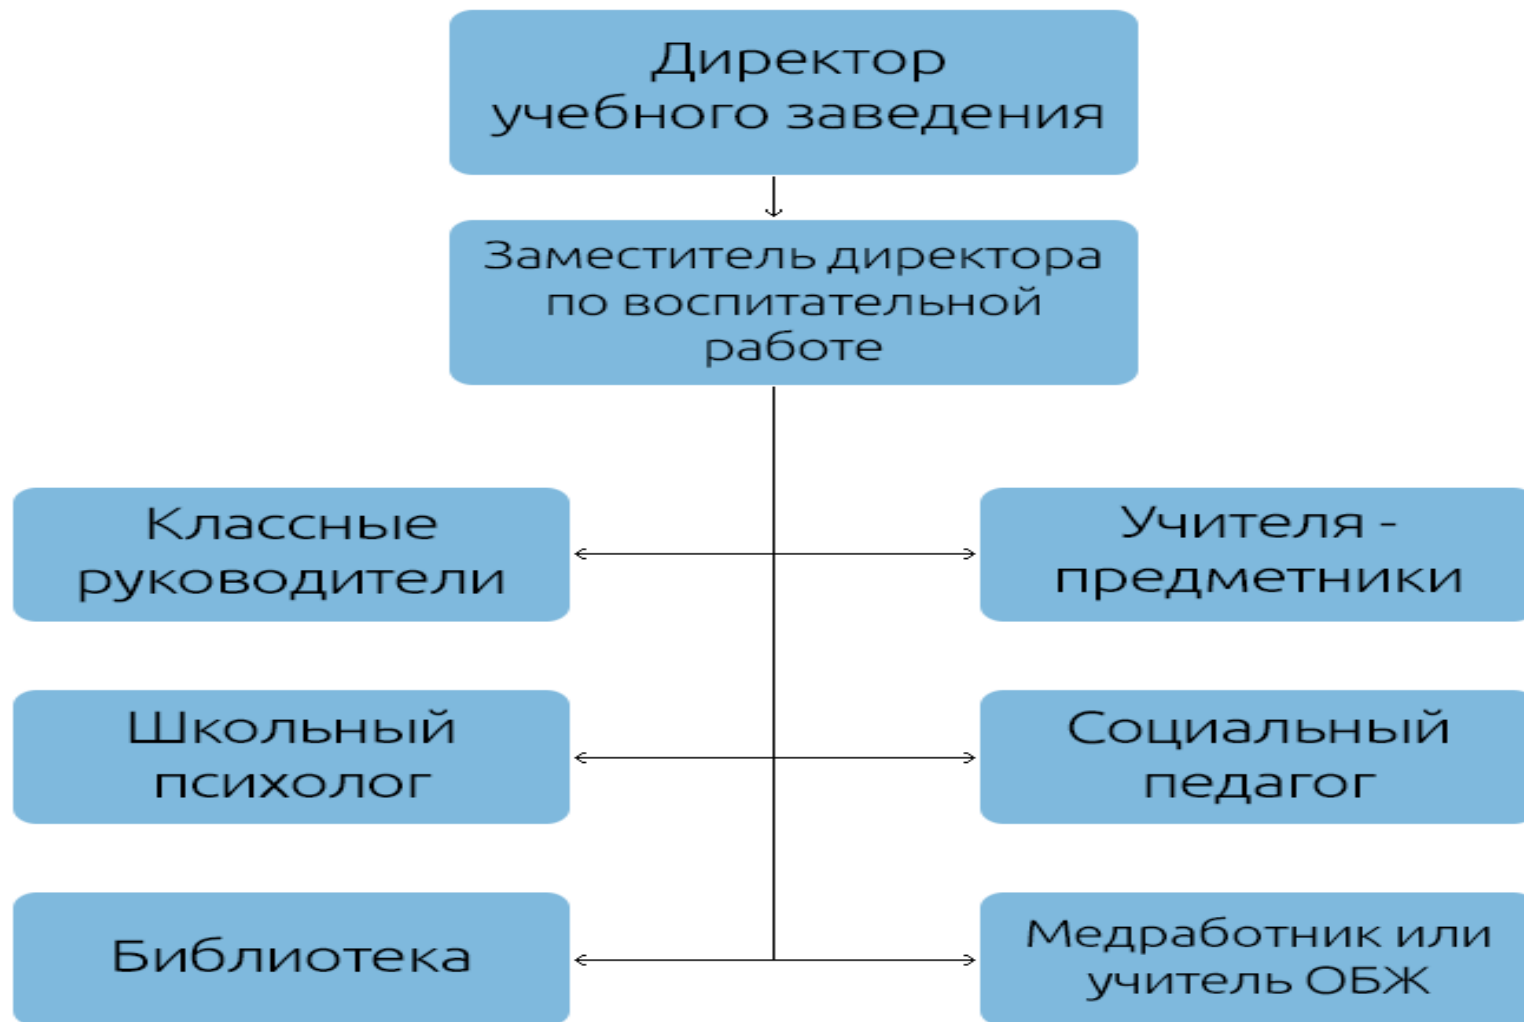 Директор
учебного заведения
Заместитель директора
по воспитательной
работе
Классные
руководители
Учителя -
предметники
Школьный
психолог
Социальный
педагог
Библиотека
Медработник или
учитель ОБЖ